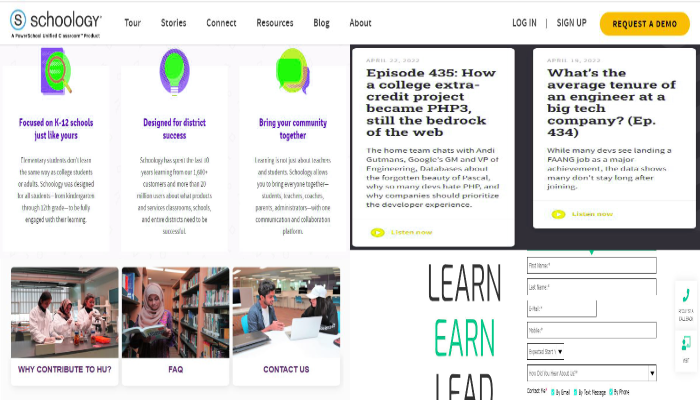 S schoology®
A PowerSchool Unified Classroom™ Product
Tour Stories Connect Resources Blog About
LOG IN | SIGN UP REQUEST A DEMO
Focused on K-12 schools
just like yours
Elementary students don't learn
the same way as college students
or adults. Schoology was designed
for all students—from kindergarten
through 12th grade—to be fully
engaged with their learning.
Designed for district
success
Schoology has spent the last 10
years learning from our 1,600+
customers and more than 20
million users about what products
and services classrooms, schools,
and entire districts need to be
successful.
Bring your community
together
Learning is not just about teachers
and students. Schoology allows
you to bring everyone together—
students, teachers, coaches,
parents, administrators—with one
communication and collaboration
platform.
APRIL 22, 2022
Episode 435: How
a college extra-
credit project
became PHP3,
still the bedrock
of the web
The home team chats with Andi
Gutmans, Google's GM and VP of
Engineering, Databases about
the forgotten beauty of Pascal,
why so many devs hate PHP, and
why companies should prioritize
the developer experience.
Listen now
APRIL 19, 2022
What's the
average tenure of
an engineer at a
big tech
company? (Ep.
434)
While many devs see landing a
FAANG job as a major
achievement, the data shows
many don't stay long after
joining.
Listen now
WHY CONTRIBUTE TO HU?
FAQ
CONTACT US
LEARN
EARN
LEAD
First Name:*
Last Name:*
E-Mail:*
Mobile:*
Expected Start
How Did You Hear About Us?*
Contact Me? By Email By Text Message By Phone
REQUEST A
CALLBACK
VISIT